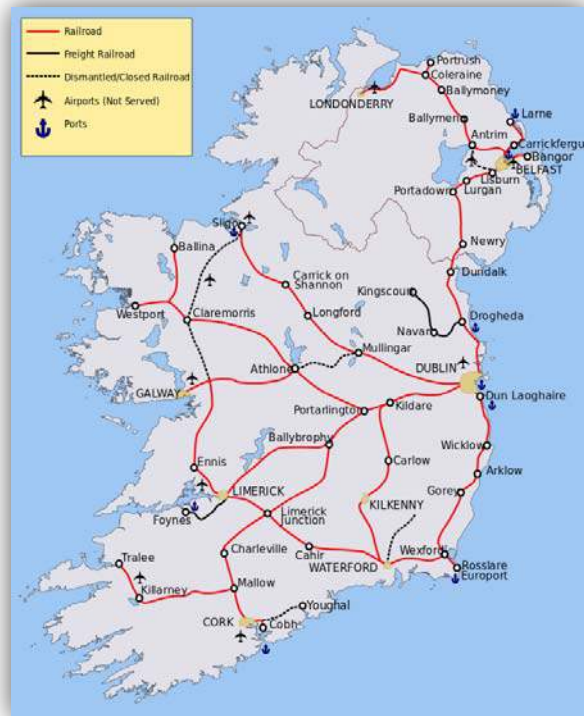 Railroad
Freight Railroad
Dismantled/Closed Railroad
Airports (Not Served)
Ports
Portrush
Coleraine
Ballymoney
LONDONDERRY
Ballymena
Larne
Antrim
Carrickfergu
Bangor
BELFAST
Lisburn
Lurgan
Portadown
Newry
Dundalk
Sligo
Ballina
Carrick on
Shannon
Kingscourt
Westport
Claremorris
Longford
Navan
Drogheda
Mullingar
Athlone
DUBLIN
GALWAY
Dun Laoghaire
Portarlington
Kildare
Ballybrophy
Wicklow
Carlow
Ennis
Arklow
LIMERICK
Gorey
KILKENNY
Foynes
Limerick
Junction
Tralee
Charleville
Cahir
Wexford
WATERFORD
Rosslare
Europort
Killarney
Mallow
Youghal
CORK
Cobh